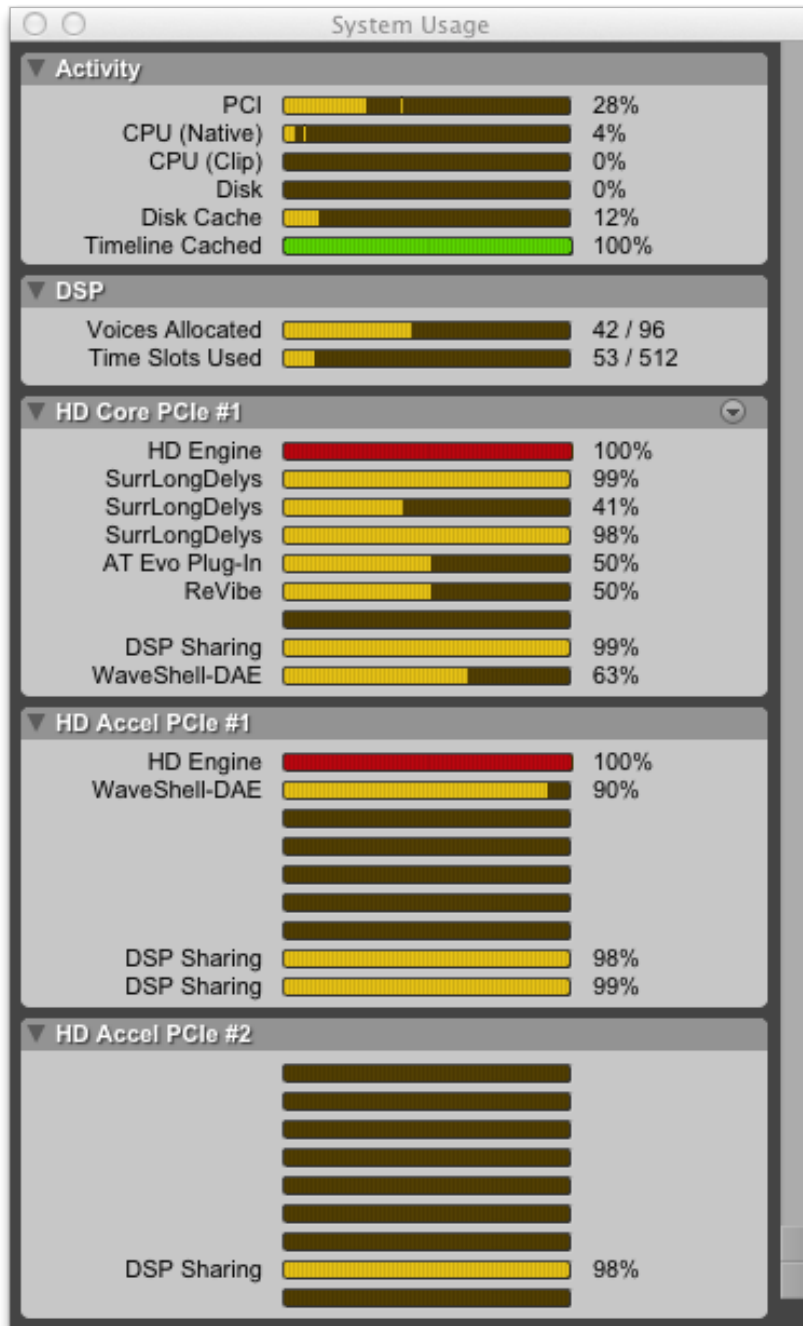 System Usage
Activity
PCI 28%
CPU (Native) 4%
CPU (Clip) 0%
Disk 0%
Disk Cache 12%
Timeline Cached 100%
DSP
Voices Allocated 42 / 96
Time Slots Used 53 / 512
HD Core PCIe #1
HD Engine 100%
SurrLongDelys 99%
SurrLongDelys 41%
SurrLongDelys 98%
AT Evo Plug-In 50%
ReVibe 50%
DSP Sharing 99%
WaveShell-DAE 63%
HD Accel PCIe #1
HD Engine 100%
WaveShell-DAE 90%
DSP Sharing 98%
DSP Sharing 99%
HD Accel PCIe #2
DSP Sharing 98%